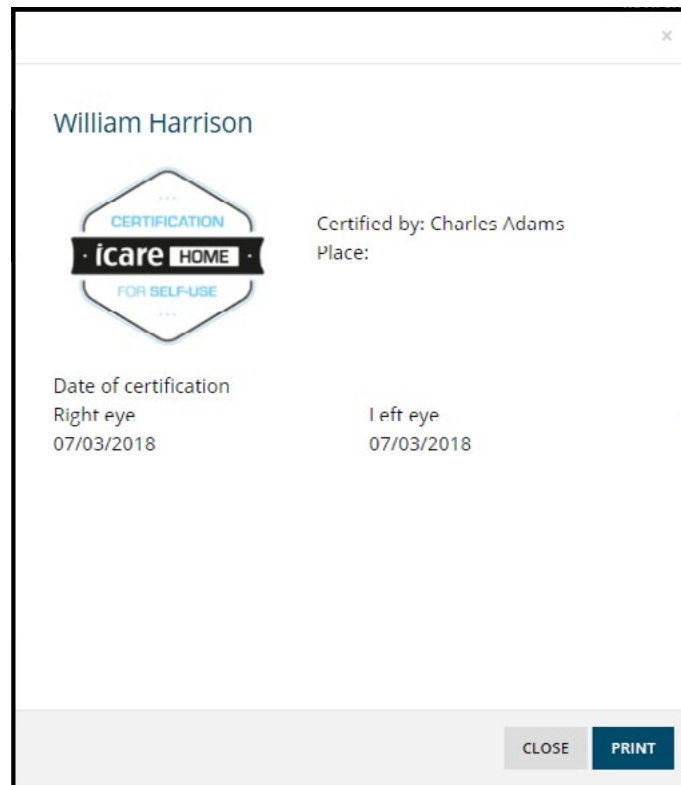 ×
William Harrison
CERTIFICATION
icare HOME
FOR SELF-USE
Certified by: Charles Adams
Place:
Date of certification
Right eye
Left eye
07/03/2018
07/03/2018
CLOSE
PRINT